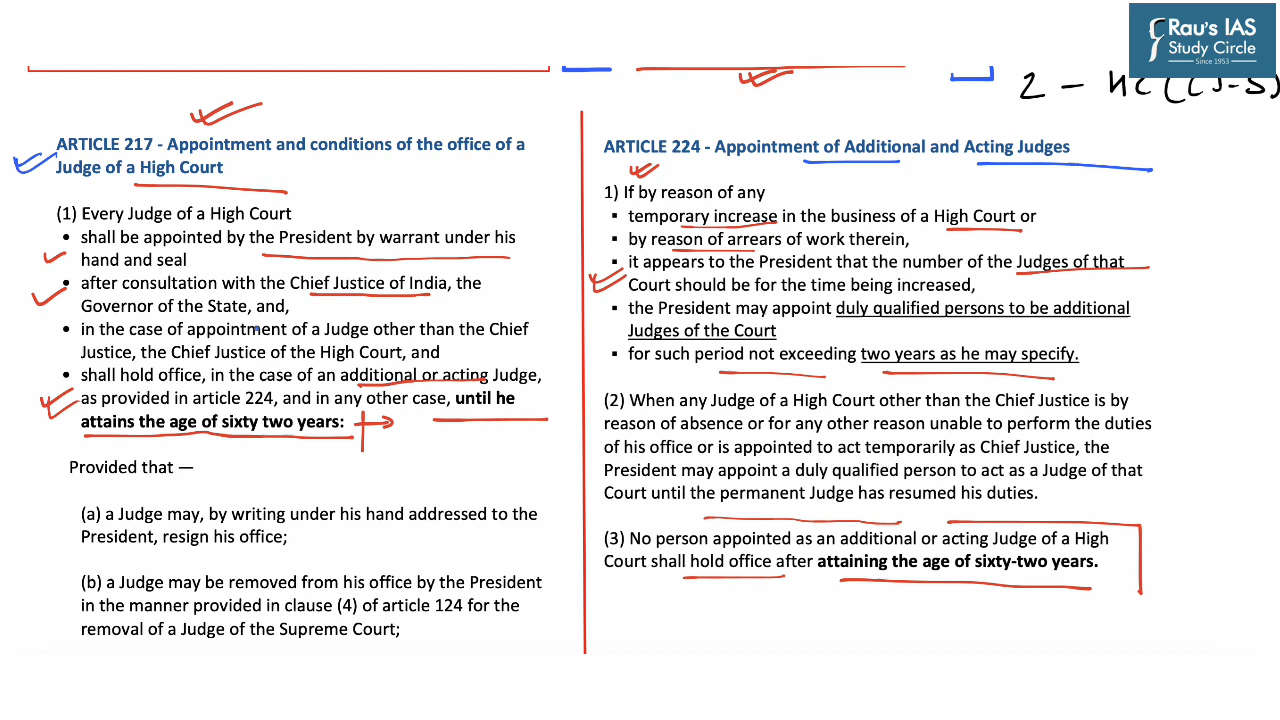 Rau's IAS
Study Circle
Since 1953
2 - HC (CJ-S)
ARTICLE 217 - Appointment and conditions of the office of a
Judge of a High Court
(1) Every Judge of a High Court
• shall be appointed by the President by warrant under his
hand and seal
• after consultation with the Chief Justice of India, the
Governor of the State, and,
• in the case of appointment of a Judge other than the Chief
Justice, the Chief Justice of the High Court, and
• shall hold office, in the case of an additional or acting Judge,
as provided in article 224, and in any other case, until he
attains the age of sixty two years:
Provided that —
(a) a Judge may, by writing under his hand addressed to the
President, resign his office;
(b) a Judge may be removed from his office by the President
in the manner provided in clause (4) of article 124 for the
removal of a Judge of the Supreme Court;
ARTICLE 224 - Appointment of Additional and Acting Judges
1) If by reason of any
▪ temporary increase in the business of a High Court or
▪ by reason of arrears of work therein,
▪ it appears to the President that the number of the Judges of that
Court should be for the time being increased,
▪ the President may appoint duly qualified persons to be additional
Judges of the Court
▪ for such period not exceeding two years as he may specify.
(2) When any Judge of a High Court other than the Chief Justice is by
reason of absence or for any other reason unable to perform the duties
of his office or is appointed to act temporarily as Chief Justice, the
President may appoint a duly qualified person to act as a Judge of that
Court until the permanent Judge has resumed his duties.
(3) No person appointed as an additional or acting Judge of a High
Court shall hold office after attaining the age of sixty-two years.